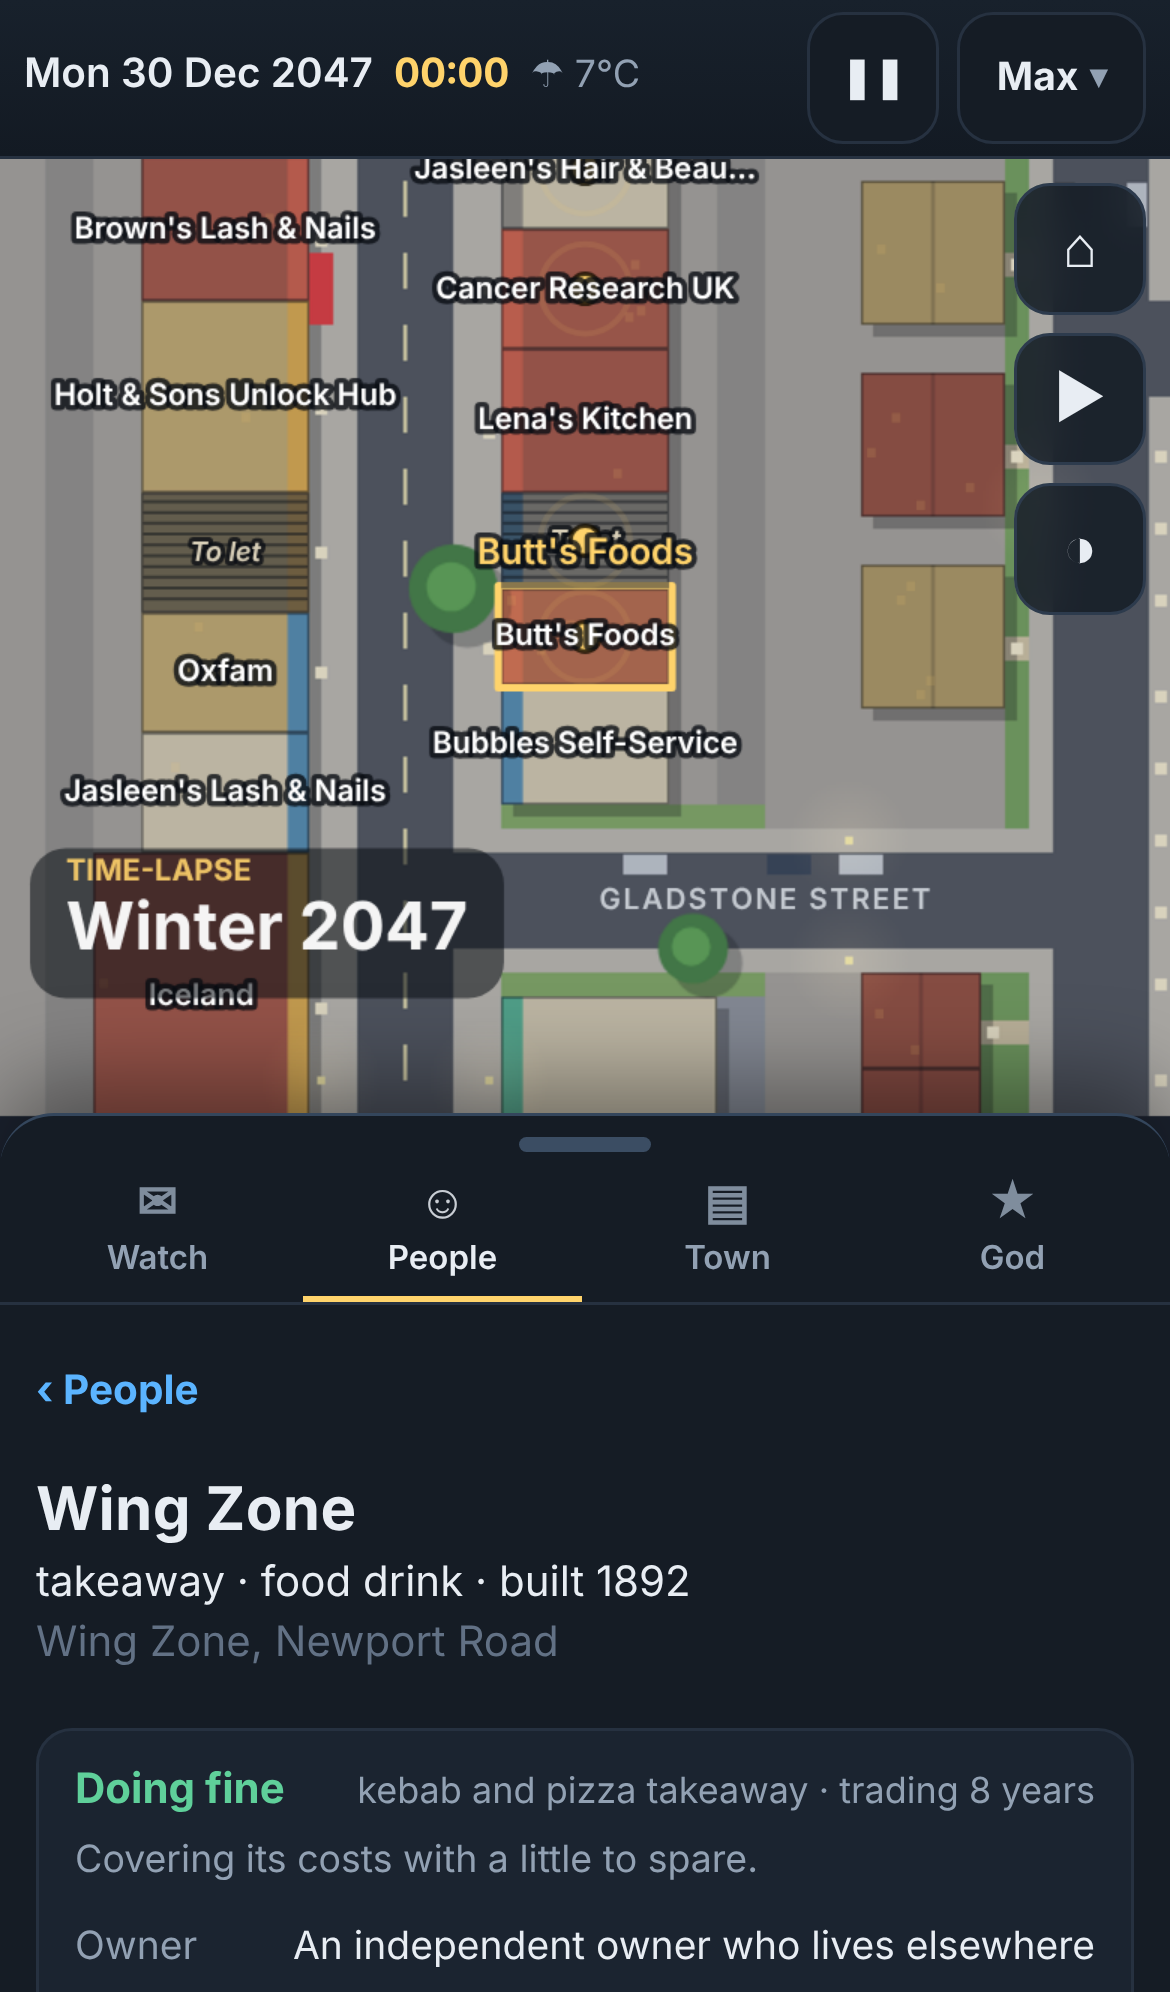 Mon 30 Dec 2047 00:00 7°C
Max
Jasleen's Hair & Beau...
Brown's Lash & Nails
Cancer Research UK
Holt & Sons Unlock Hub
Lena's Kitchen
To let
Butt's Foods
Butt's Foods
Oxfam
Bubbles Self-Service
Jasleen's Lash & Nails
TIME-LAPSE
Winter 2047
GLADSTONE STREET
Iceland
Watch
People
Town
God
‹ People
Wing Zone
takeaway · food drink · built 1892
Wing Zone, Newport Road
Doing fine
kebab and pizza takeaway · trading 8 years
Covering its costs with a little to spare.
Owner
An independent owner who lives elsewhere